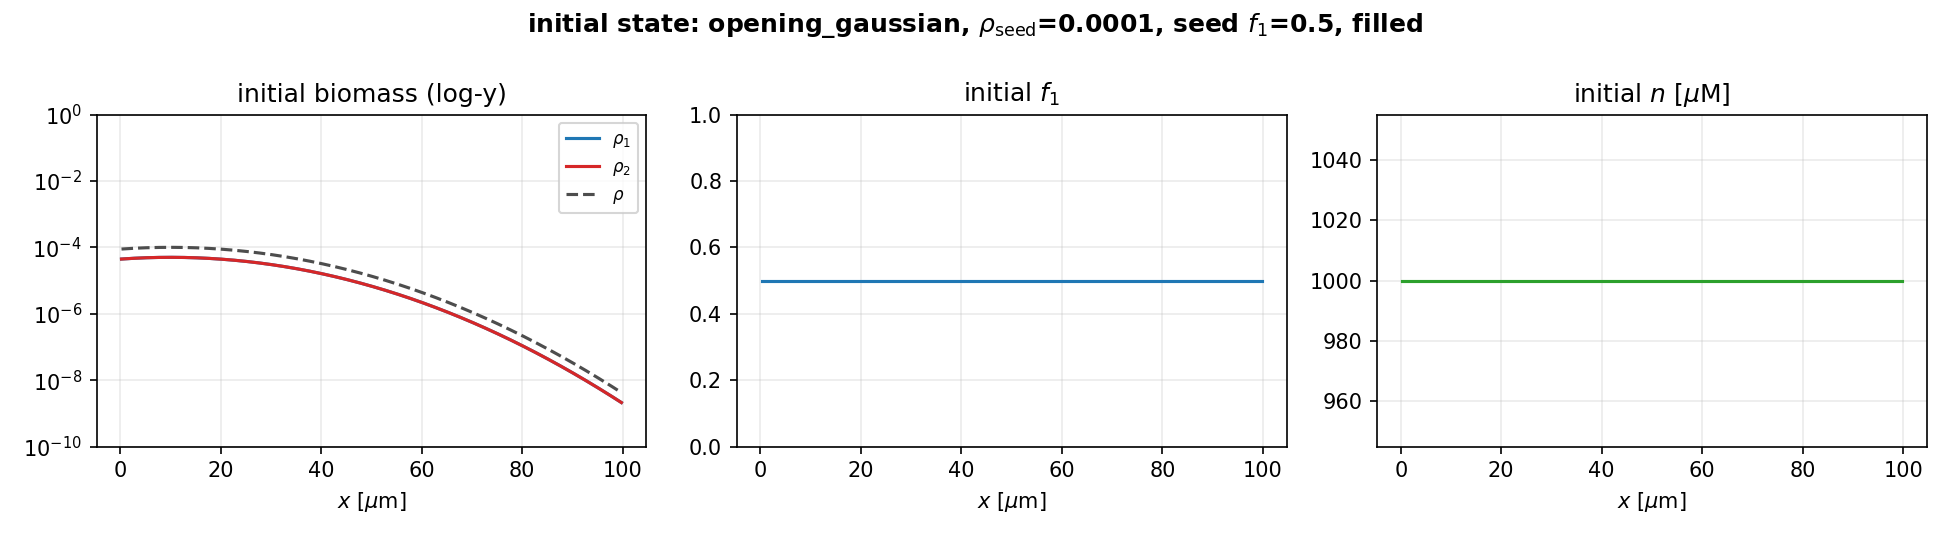 initial state: opening_gaussian, ρseed=0.0001, seed f1=0.5, filled
initial biomass (log-y)
10^0
10^−2
10^−4
10^−6
10^−8
10^−10
ρ1
ρ2
ρ
0 20 40 60 80 100
x [μm]
initial f1
1.0
0.8
0.6
0.4
0.2
0.0
0 20 40 60 80 100
x [μm]
initial n [μM]
1040
1020
1000
980
960
0 20 40 60 80 100
x [μm]